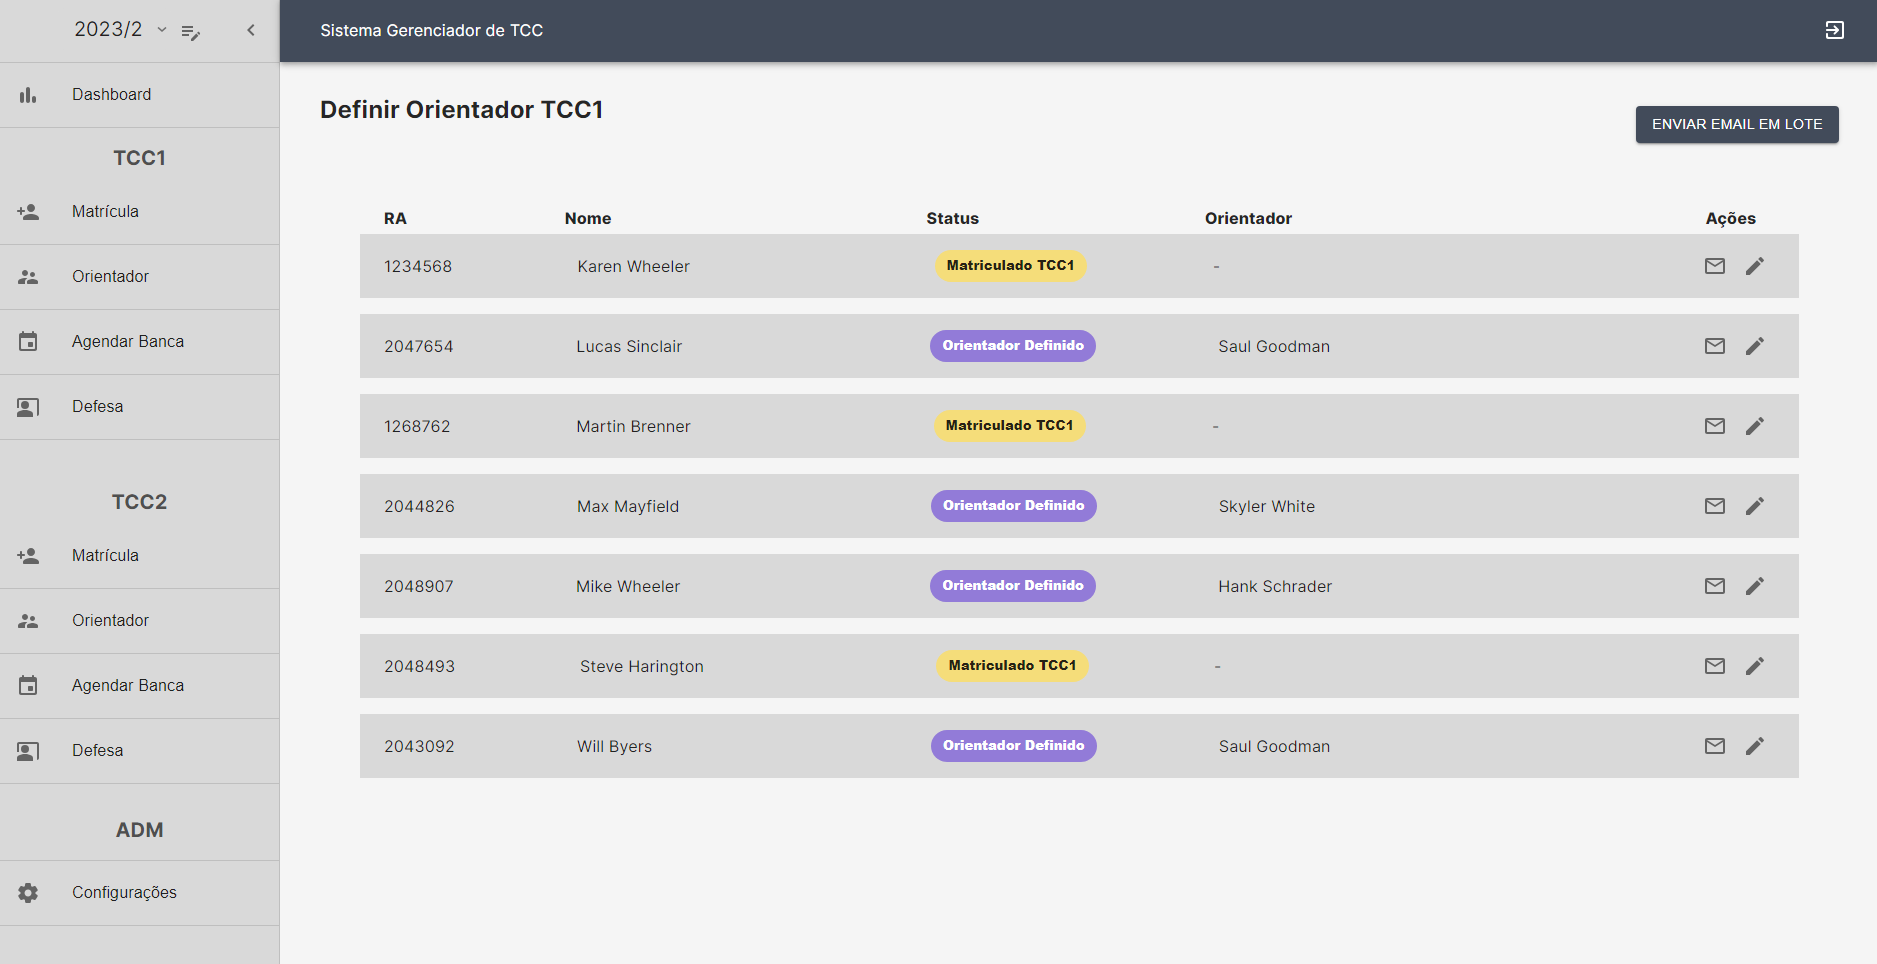 2023/2
Sistema Gerenciador de TCC
Dashboard
TCC1
Matrícula
Orientador
Agendar Banca
Defesa
TCC2
Matrícula
Orientador
Agendar Banca
Defesa
ADM
Configurações
Definir Orientador TCC1
ENVIAR EMAIL EM LOTE
RA Nome Status Orientador Ações
1234568 Karen Wheeler Matriculado TCC1 -
2047654 Lucas Sinclair Orientador Definido Saul Goodman
1268762 Martin Brenner Matriculado TCC1 -
2044826 Max Mayfield Orientador Definido Skyler White
2048907 Mike Wheeler Orientador Definido Hank Schrader
2048493 Steve Harington Matriculado TCC1 -
2043092 Will Byers Orientador Definido Saul Goodman